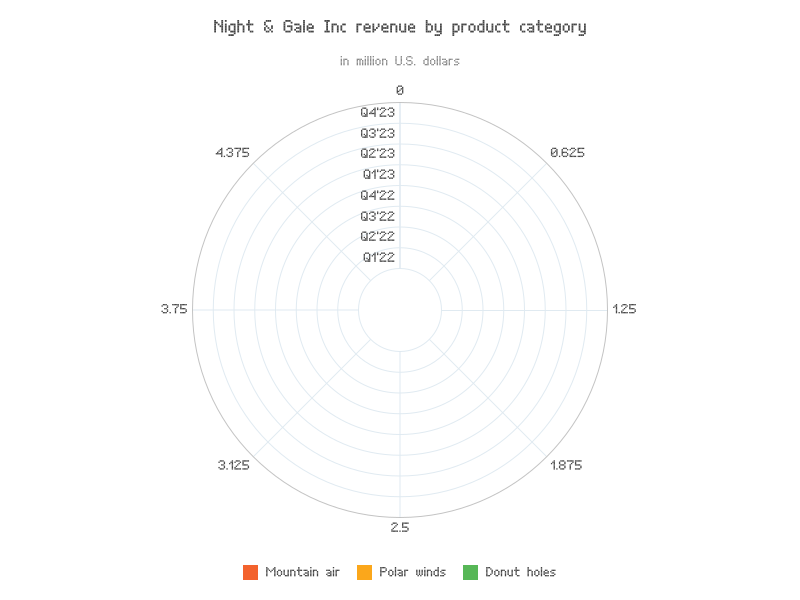 Night & Gale Inc revenue by product category
in million U.S. dollars
0
Q4'23
Q3'23
Q2'23
Q1'23
Q4'22
Q3'22
Q2'22
Q1'22
4.375
0.625
3.75
1.25
3.125
1.875
2.5
Mountain air Polar winds Donut holes